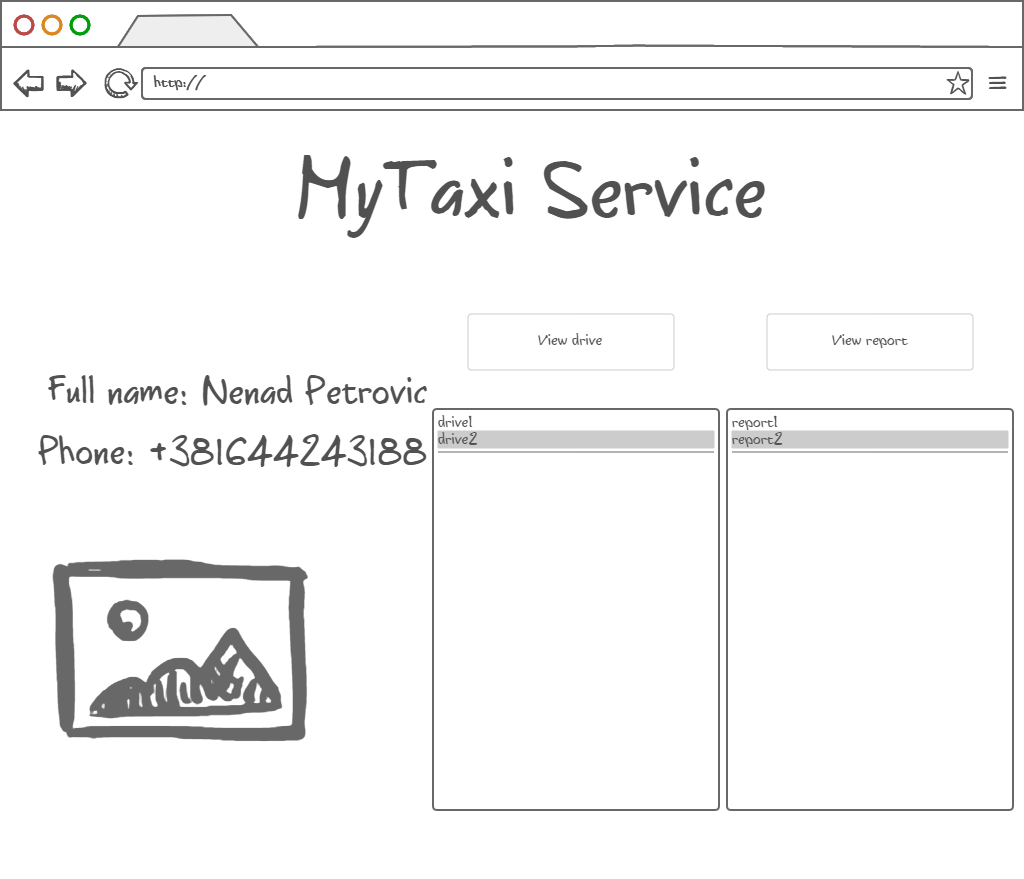 http://
MyTaxi Service
View drive
View report
Full name: Nenad Petrovic
Phone: +381644243188
drive1
drive2
report1
report2